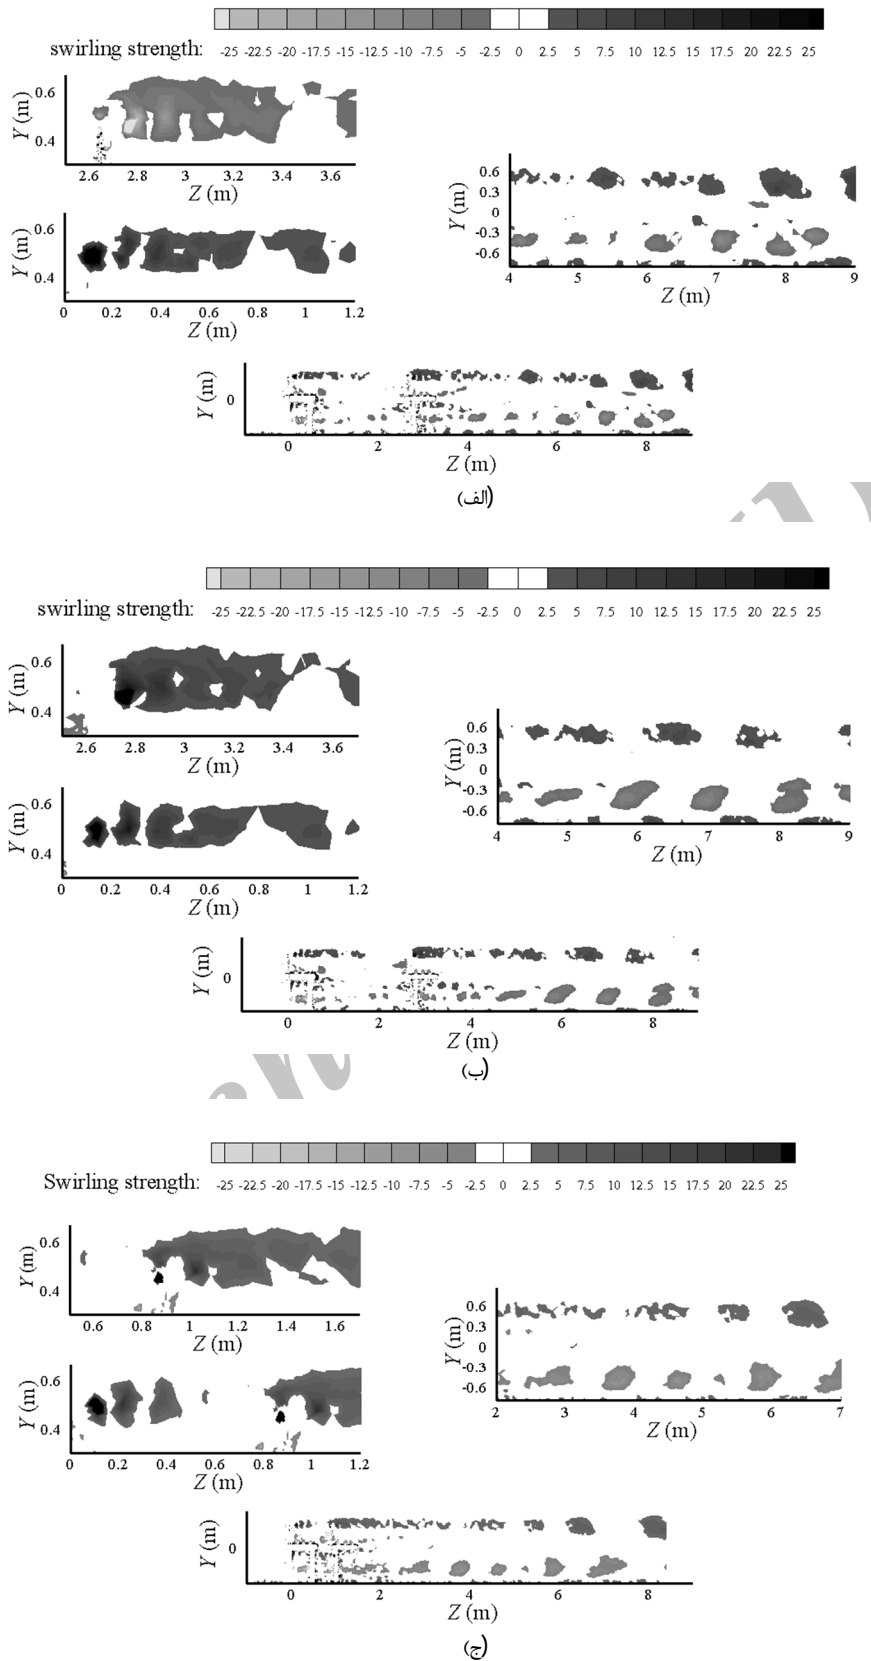 swirling strength: -25 -22.5 -20 -17.5 -15 -12.5 -10 -7.5 -5 -2.5 0 2.5 5 7.5 10 12.5 15 17.5 20 22.5 25
Y (m)
0.6
0.4
2.6 2.8 3 3.2 3.4 3.6
Z (m)
Y (m)
0.6
0.4
0 0.2 0.4 0.6 0.8 1 1.2
Z (m)
Y (m)
0.6
0.3
0
-0.3
-0.6
4 5 6 7 8 9
Z (m)
Y (m)
0
0 2 4 6 8
Z (m)
(الف)
swirling strength: -25 -22.5 -20 -17.5 -15 -12.5 -10 -7.5 -5 -2.5 0 2.5 5 7.5 10 12.5 15 17.5 20 22.5 25
Y (m)
0.6
0.4
2.6 2.8 3 3.2 3.4 3.6
Z (m)
Y (m)
0.6
0.4
0 0.2 0.4 0.6 0.8 1 1.2
Z (m)
Y (m)
0.6
0.3
0
-0.3
-0.6
4 5 6 7 8 9
Z (m)
Y (m)
0
0 2 4 6 8
Z (m)
(ب)
Swirling strength: -25 -22.5 -20 -17.5 -15 -12.5 -10 -7.5 -5 -2.5 0 2.5 5 7.5 10 12.5 15 17.5 20 22.5 25
Y (m)
0.6
0.4
0.6 0.8 1 1.2 1.4 1.6
Z (m)
Y (m)
0.6
0.4
0 0.2 0.4 0.6 0.8 1 1.2
Z (m)
Y (m)
0.6
0.3
0
-0.3
-0.6
2 3 4 5 6 7
Z (m)
Y (m)
0
0 2 4 6 8
Z (m)
(ج)